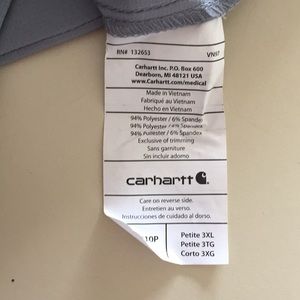 RN# 132653 VN97
Carhartt Inc. P.O. Box 600
Dearborn, MI 48121 USA
www.Carhartt.com/medical
Made in Vietnam
Fabriqué au Vietnam
Hecho en Vietnam
94% Polyester / 6% Spandex
94% Polyester / 6% Spandex
94% Poliéster / 6% Spandex
Exclusive of trimming
Sans garniture
Sin incluir adorno
carhartt
Care on reverse side.
Entretien au verso.
Instrucciones de cuidado al dorso.
10P
Petite 3XL
Petite 3TG
Corto 3XG